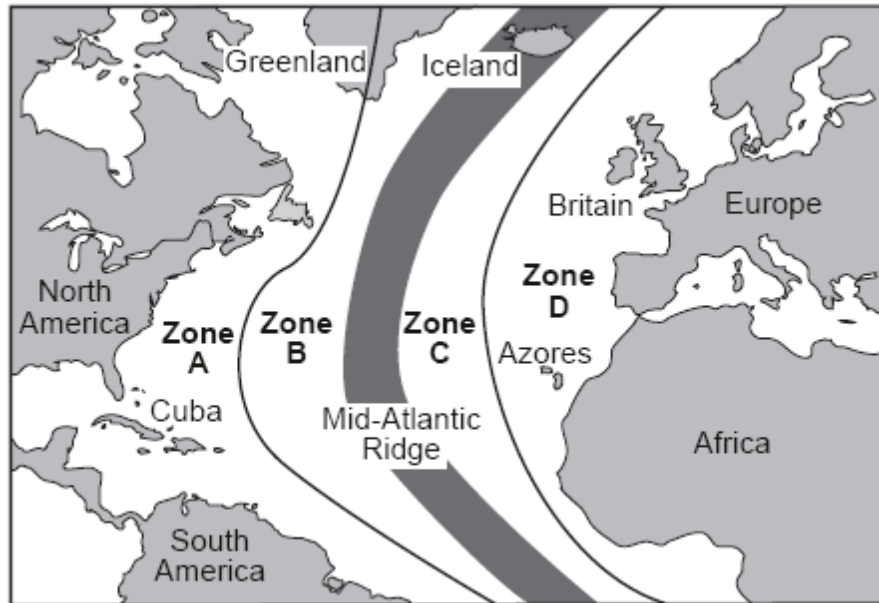 Greenland
Iceland
Britain
Europe
North
America
Zone
A
Zone
B
Zone
C
Zone
D
Azores
Cuba
Mid-Atlantic
Ridge
Africa
South
America